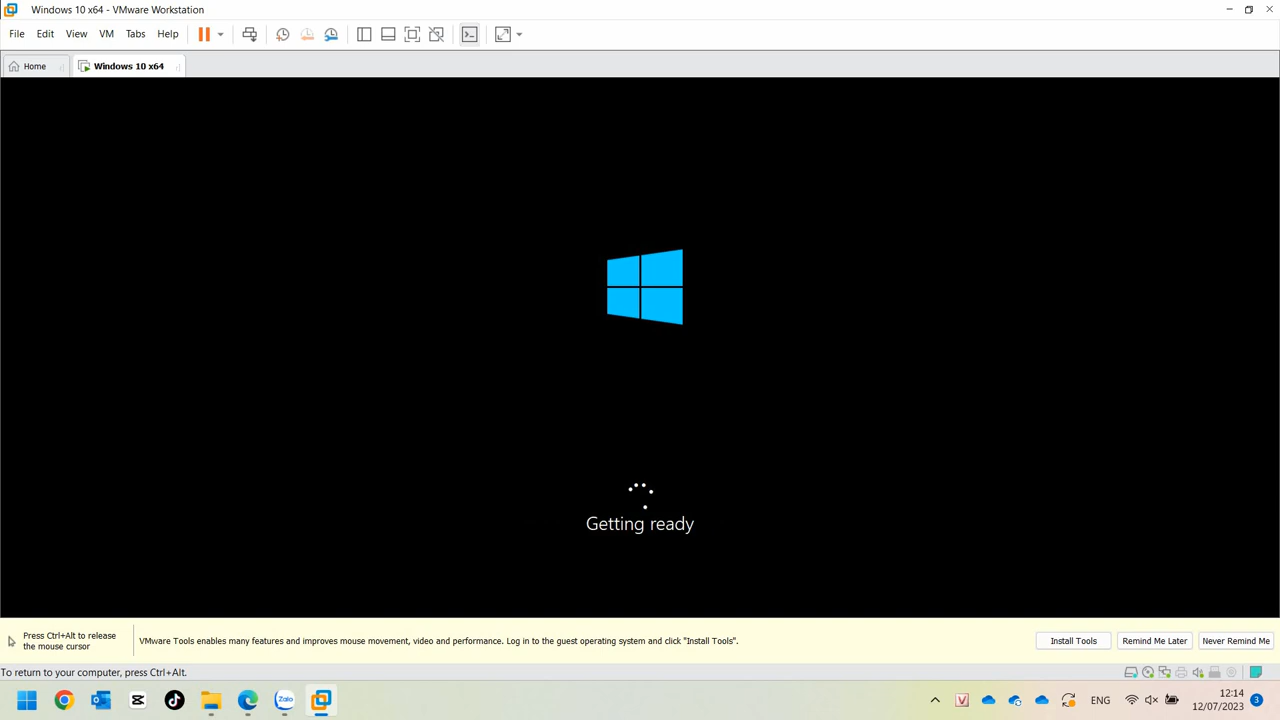 Windows 10 x64 - VMware Workstation
File Edit View VM Tabs Help
Home Windows 10 x64
Getting ready
Press Ctrl+Alt to release
the mouse cursor
VMware Tools enables many features and improves mouse movement, video and performance. Log in to the guest operating system and click "Install Tools".
Install Tools Remind Me Later Never Remind Me
To return to your computer, press Ctrl+Alt.
Zalo
V
ENG
12:14
12/07/2023
3